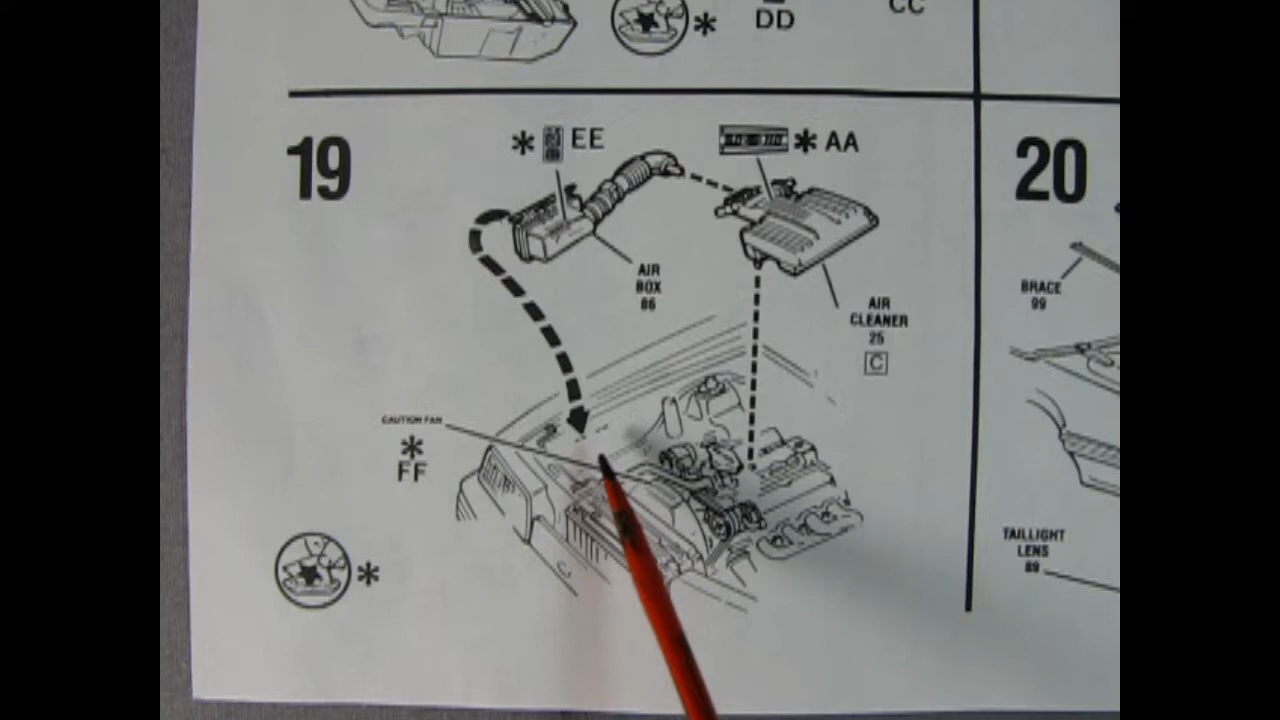 * DD
CC
19
* EE
* AA
AIR
BOX
86
AIR
CLEANER
25
C
CAUTION FAN
*
FF
*
20
BRACE
99
TAILLIGHT
LENS
89